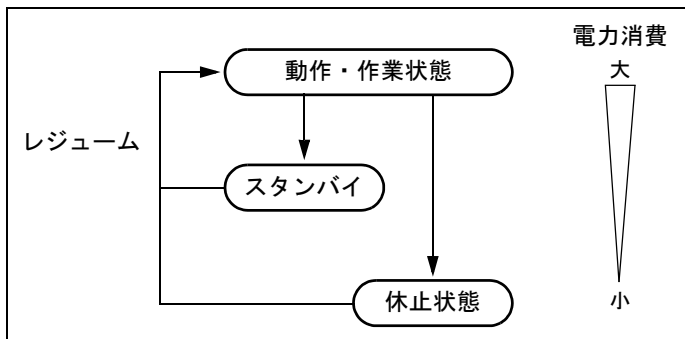 電力消費
動作・作業状態
大
レジューム
スタンバイ
休止状態
小